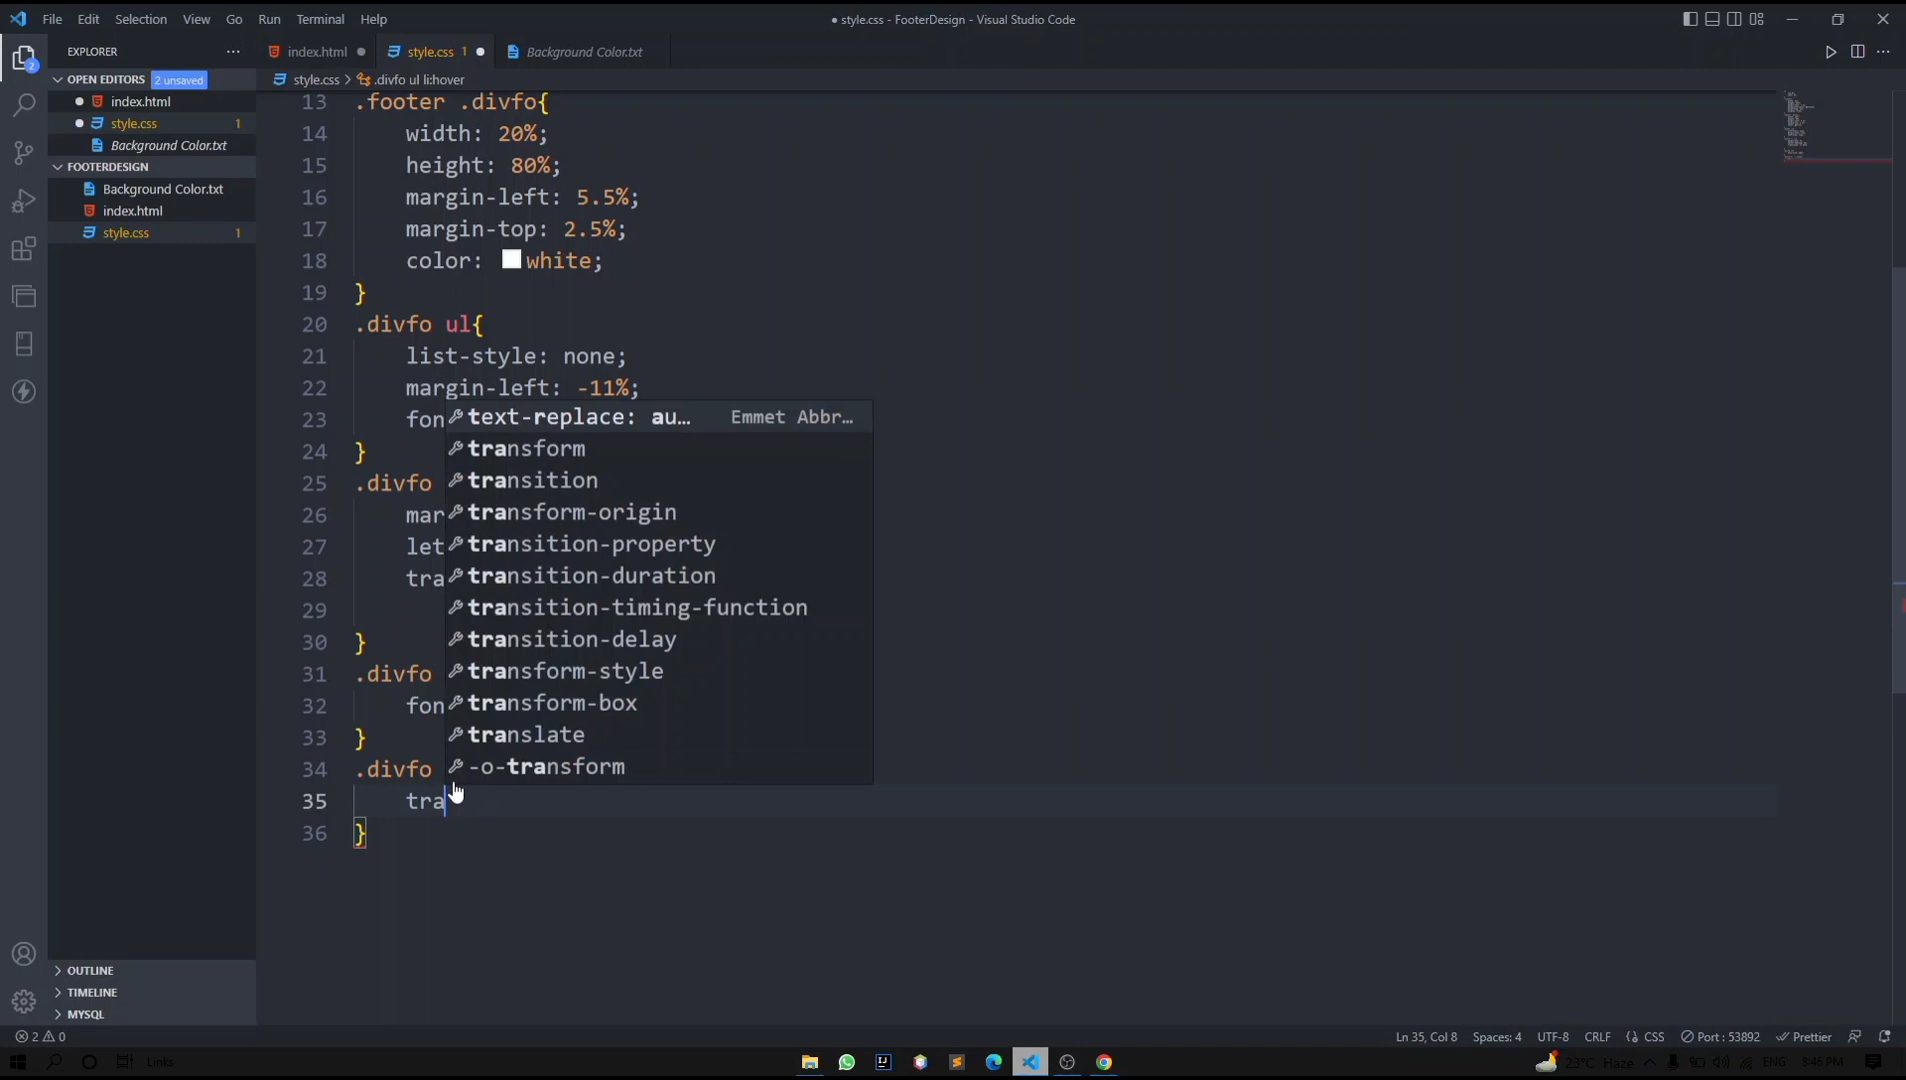 File Edit Selection View Go Run Terminal Help
● style.css - FooterDesign - Visual Studio Code
EXPLORER ...
index.html ●
style.css 1 ●
Background Color.txt
OPEN EDITORS 2 unsaved
● index.html
● style.css 1
Background Color.txt
FOOTERDESIGN
Background Color.txt
index.html
style.css 1
OUTLINE
TIMELINE
MYSQL
style.css > .divfo ul li:hover
13 .footer .divfo{
14 width: 20%;
15 height: 80%;
16 margin-left: 5.5%;
17 margin-top: 2.5%;
18 color: white;
19 }
20 .divfo ul{
21 list-style: none;
22 margin-left: -11%;
23 fon
24 }
25 .divfo
26 mar
27 let
28 tra
29
30 }
31 .divfo
32 fon
33 }
34 .divfo
35 tra
36 }
text-replace: au… Emmet Abbr…
transform
transition
transform-origin
transition-property
transition-duration
transition-timing-function
transition-delay
transform-style
transform-box
translate
-o-transform
2 0
Ln 35, Col 8 Spaces: 4 UTF-8 CRLF {} CSS Port : 53892 Prettier
Links
23°C Haze ENG 8:46 PM